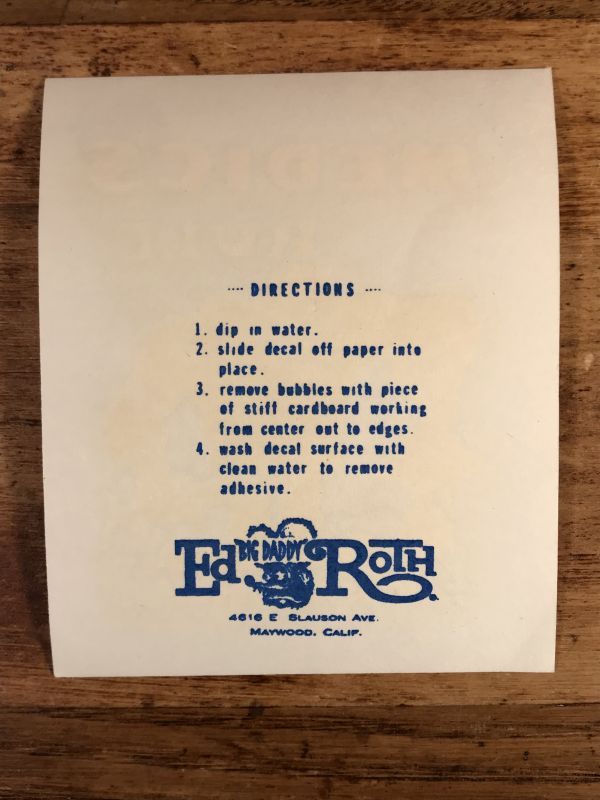 .... DIRECTIONS ....
1. dip in water.
2. slide decal off paper into
place.
3. remove bubbles with piece
of stiff cardboard working
from center out to edges.
4. wash decal surface with
clean water to remove
adhesive.
Ed "BIG DADDY" ROTH
4616 E SLAUSON AVE.
MAYWOOD. CALIF.